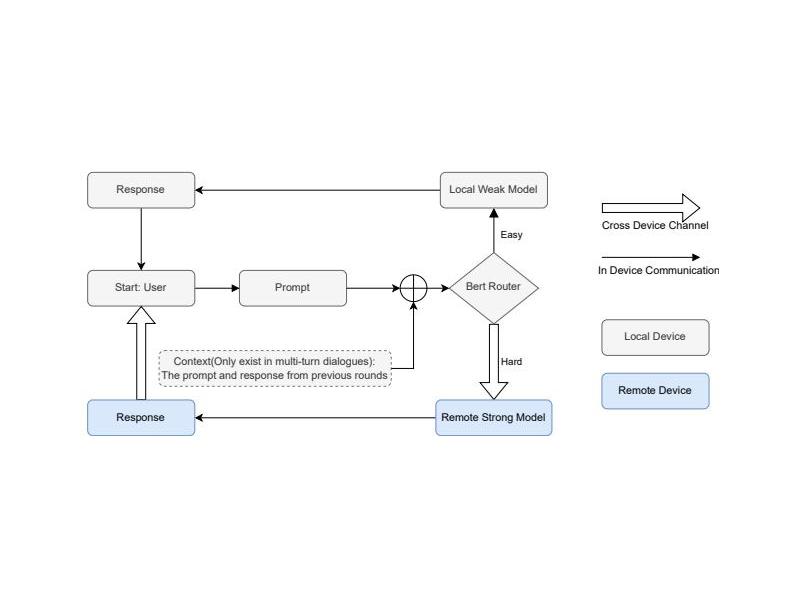 Response
Local Weak Model
Cross Device Channel
Easy
In Device Communication
Start: User
Prompt
Bert Router
Local Device
Context(Only exist in multi-turn dialogues):
The prompt and response from previous rounds
Hard
Remote Device
Response
Remote Strong Model